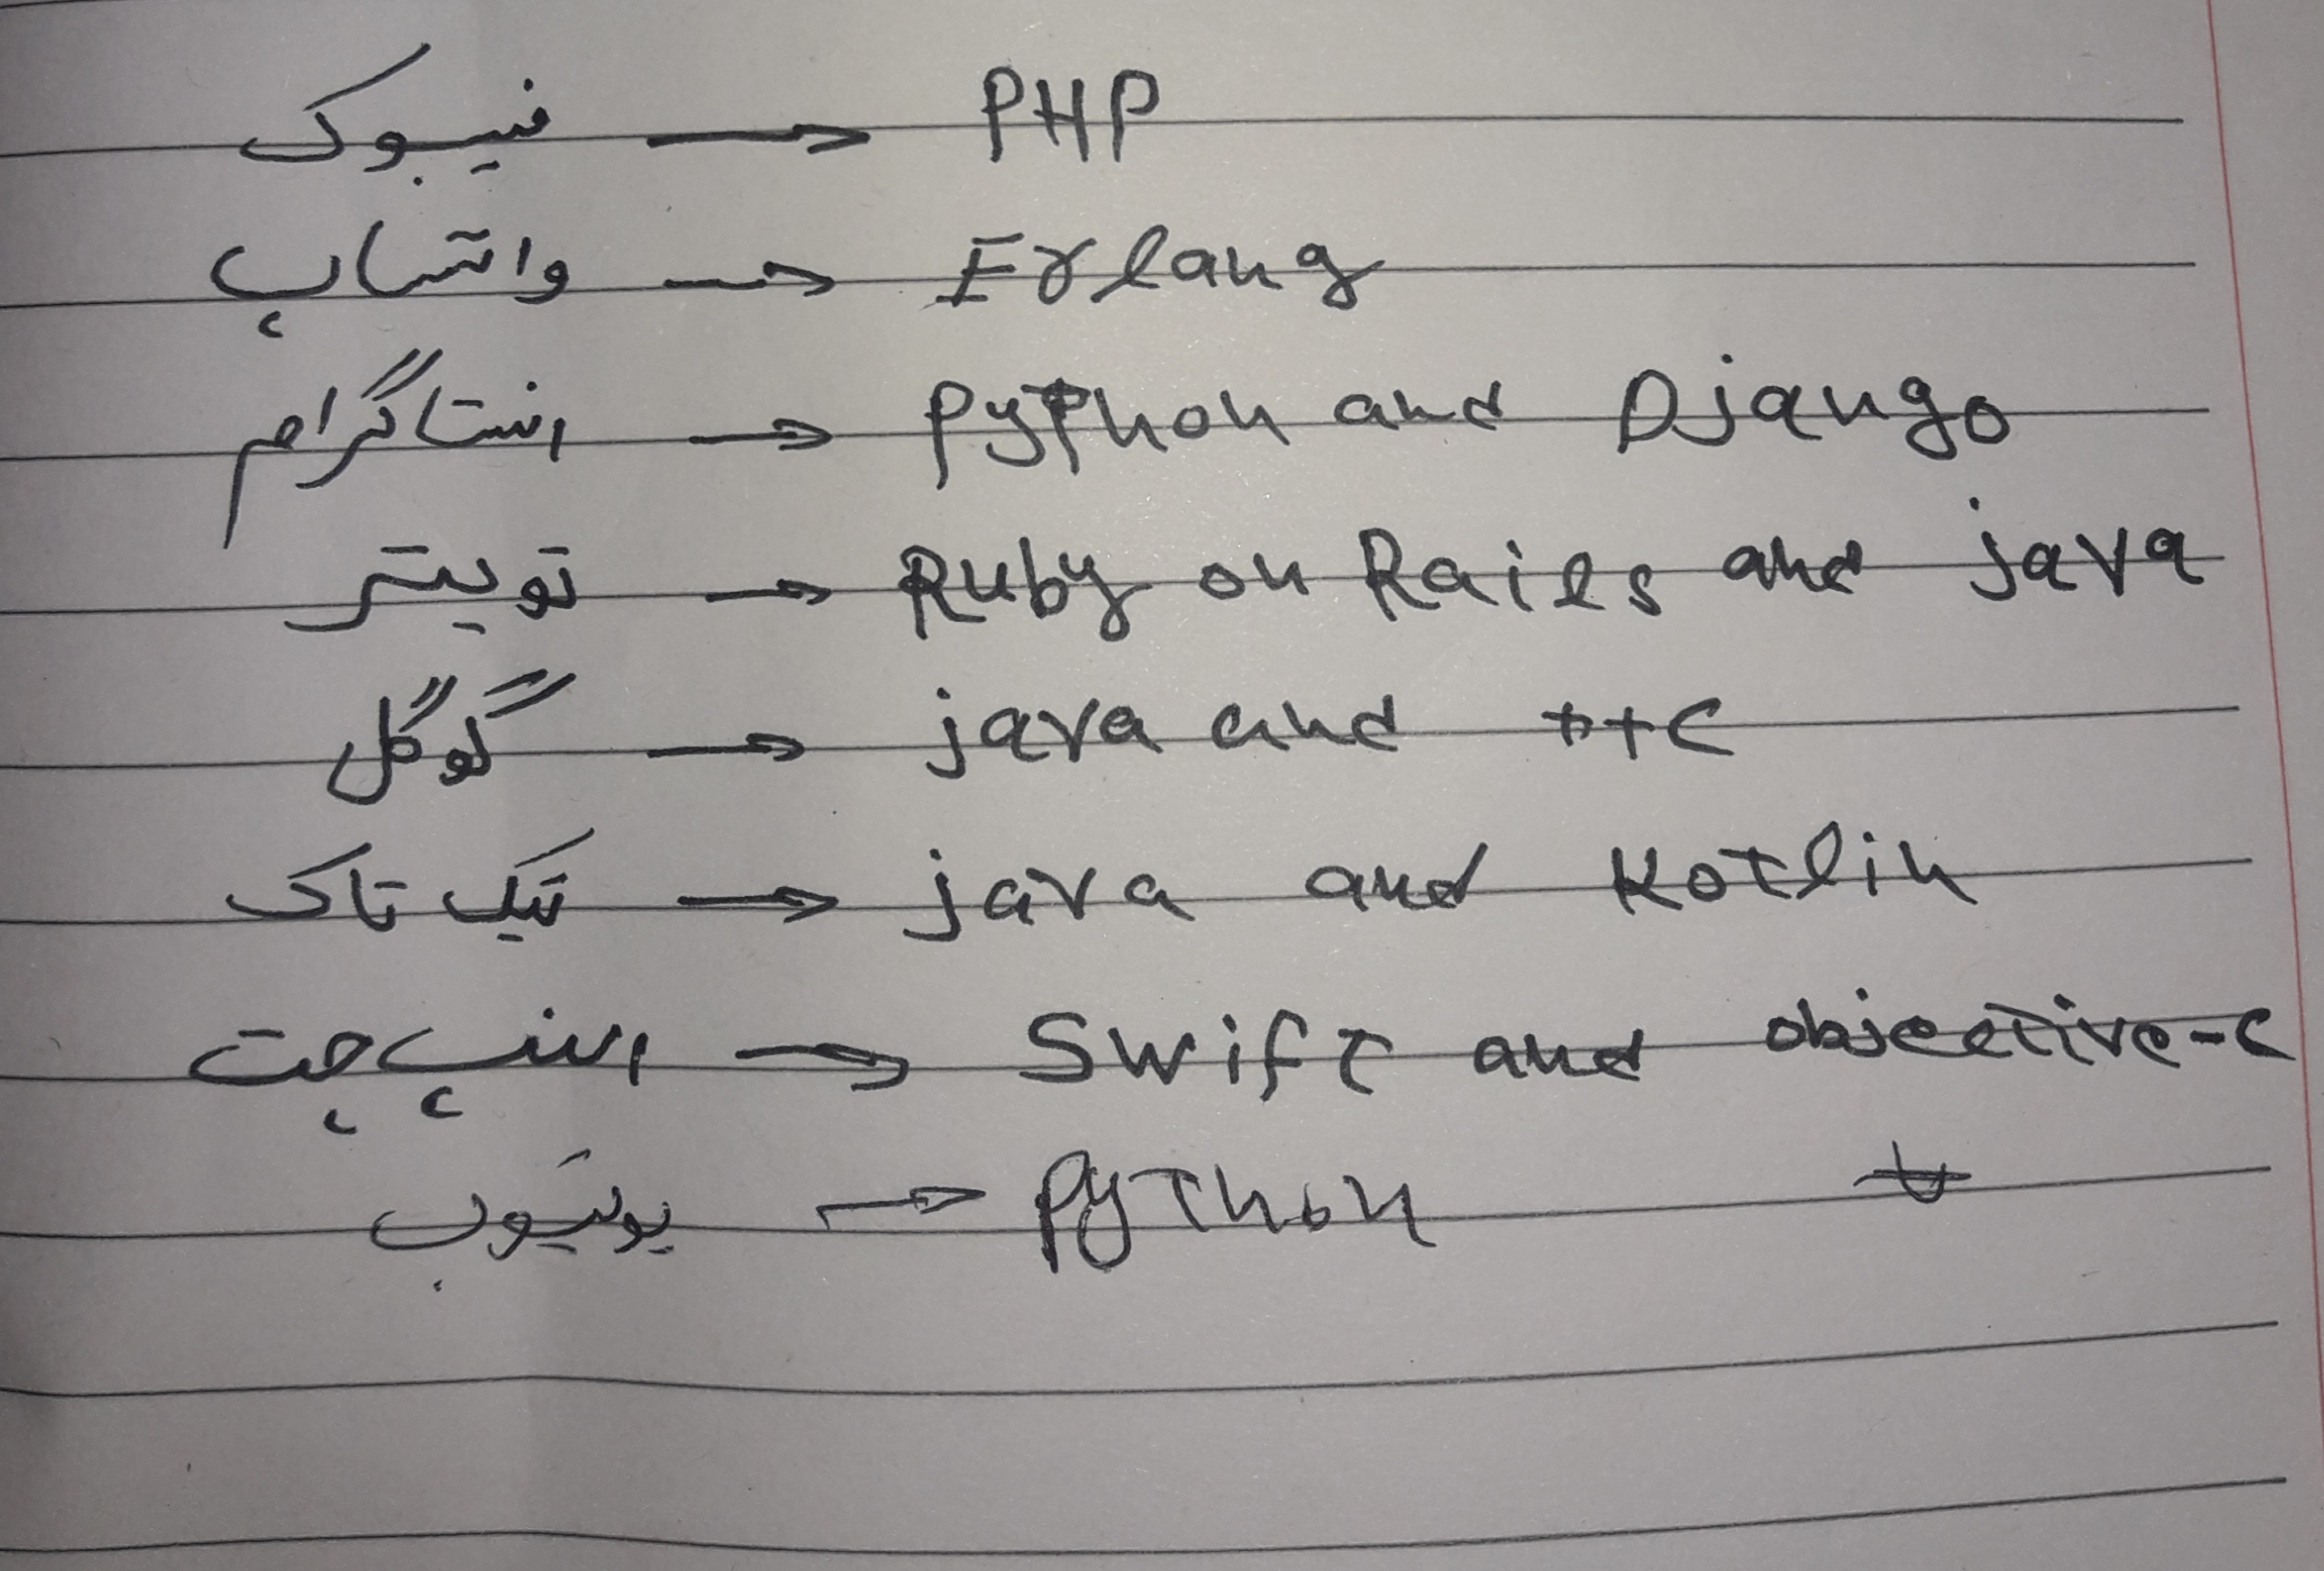 فیسبوک → PHP
واتساپ → Erlang
انستاگرام → Python and Django
توییتر → Ruby on Rails and java
گوگل → java and ++C
تیک تاک → java and Kotlin
اسنپ چت → Swift and objective-c
یوتیوب → Python